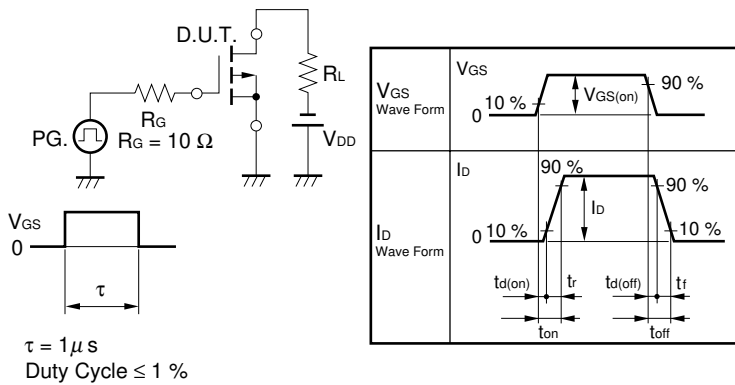 D.U.T.
RL
RG
PG.
RG = 10 Ω
VDD
VGS
0
τ
τ = 1μ s
Duty Cycle ≤ 1 %
VGS
Wave Form
VGS
10 %
0
VGS(on)
90 %
ID
Wave Form
ID
90 %
90 %
ID
0
10 %
10 %
td(on)
tr
td(off)
tf
ton
toff